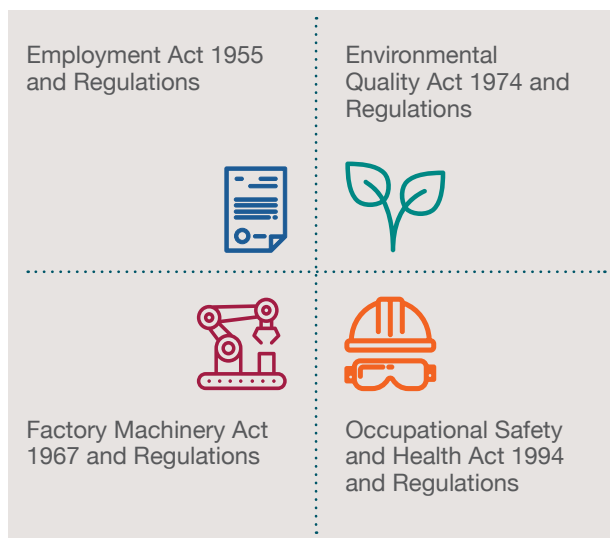 Employment Act 1955
and Regulations
Environmental
Quality Act 1974 and
Regulations
Factory Machinery Act
1967 and Regulations
Occupational Safety
and Health Act 1994
and Regulations